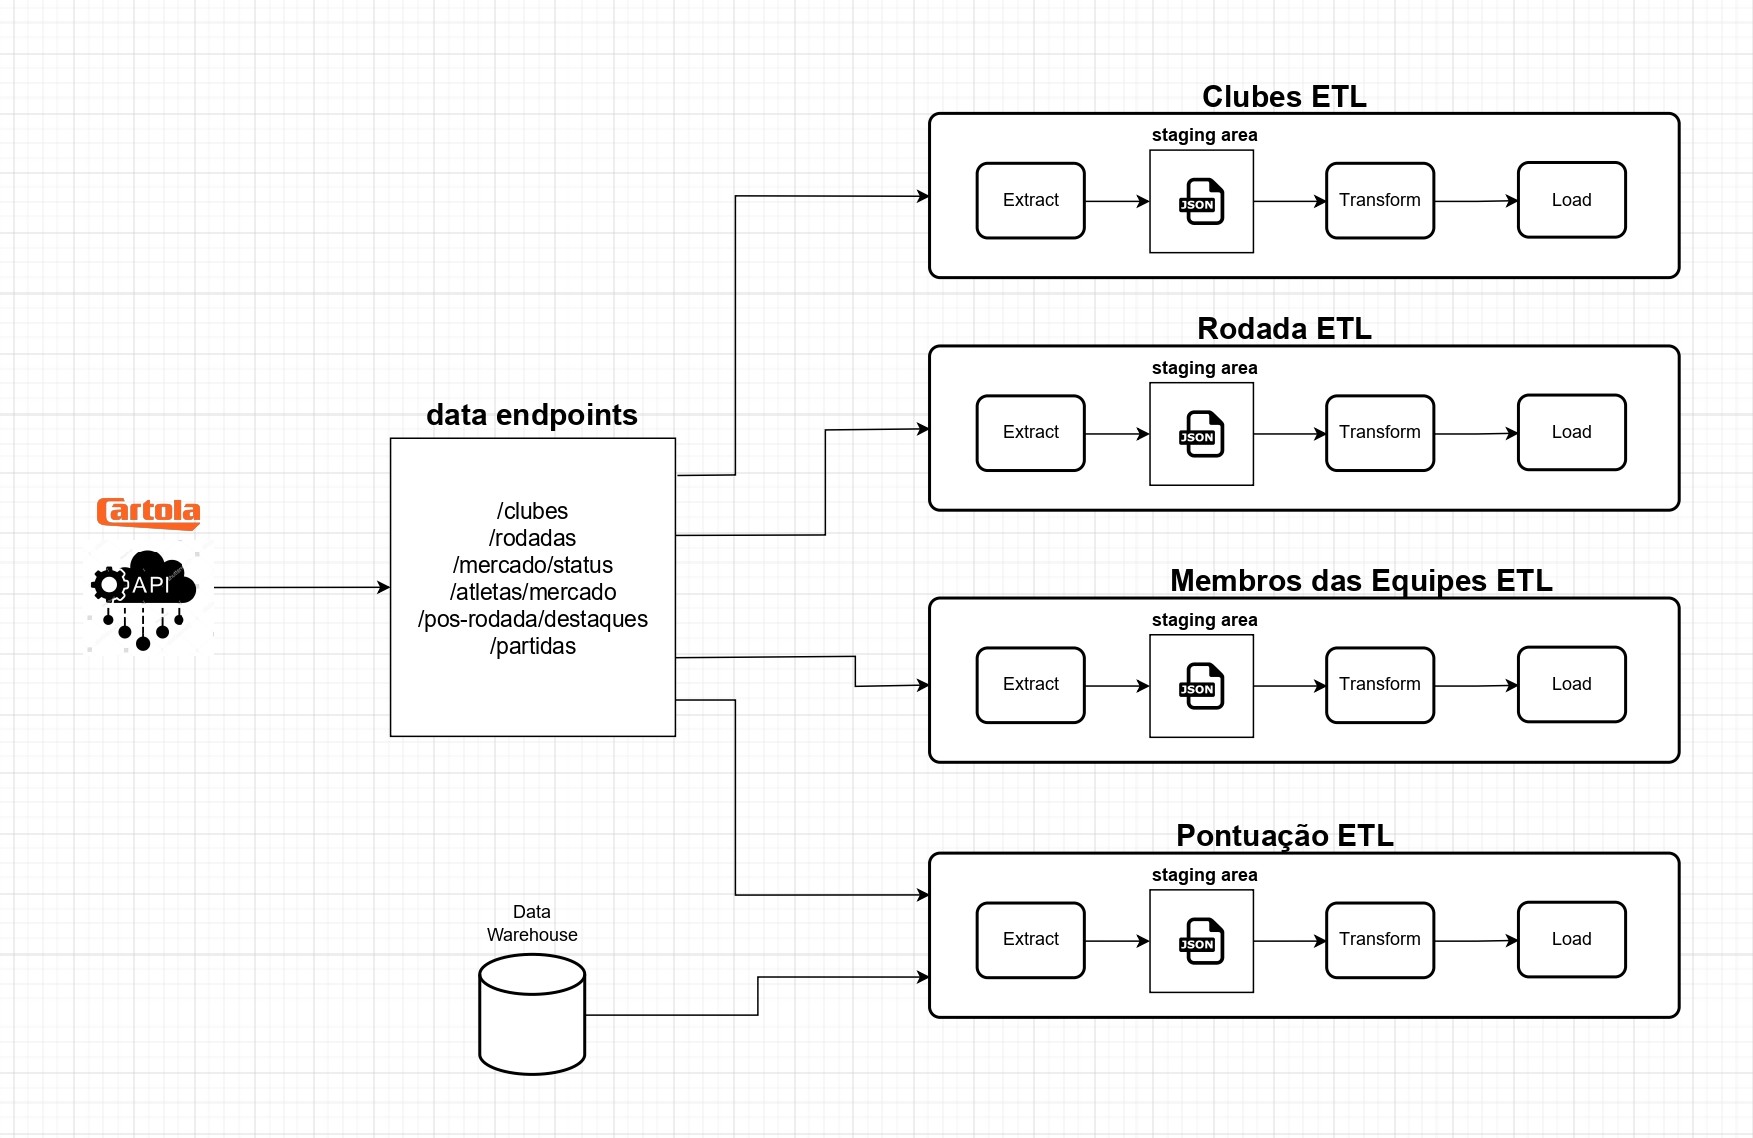 Cartola
API
data endpoints
/clubes
/rodadas
/mercado/status
/atletas/mercado
/pos-rodada/destaques
/partidas
Data
Warehouse
Clubes ETL
staging area
Extract
JSON
Transform
Load
Rodada ETL
staging area
Extract
JSON
Transform
Load
Membros das Equipes ETL
staging area
Extract
JSON
Transform
Load
Pontuação ETL
staging area
Extract
JSON
Transform
Load